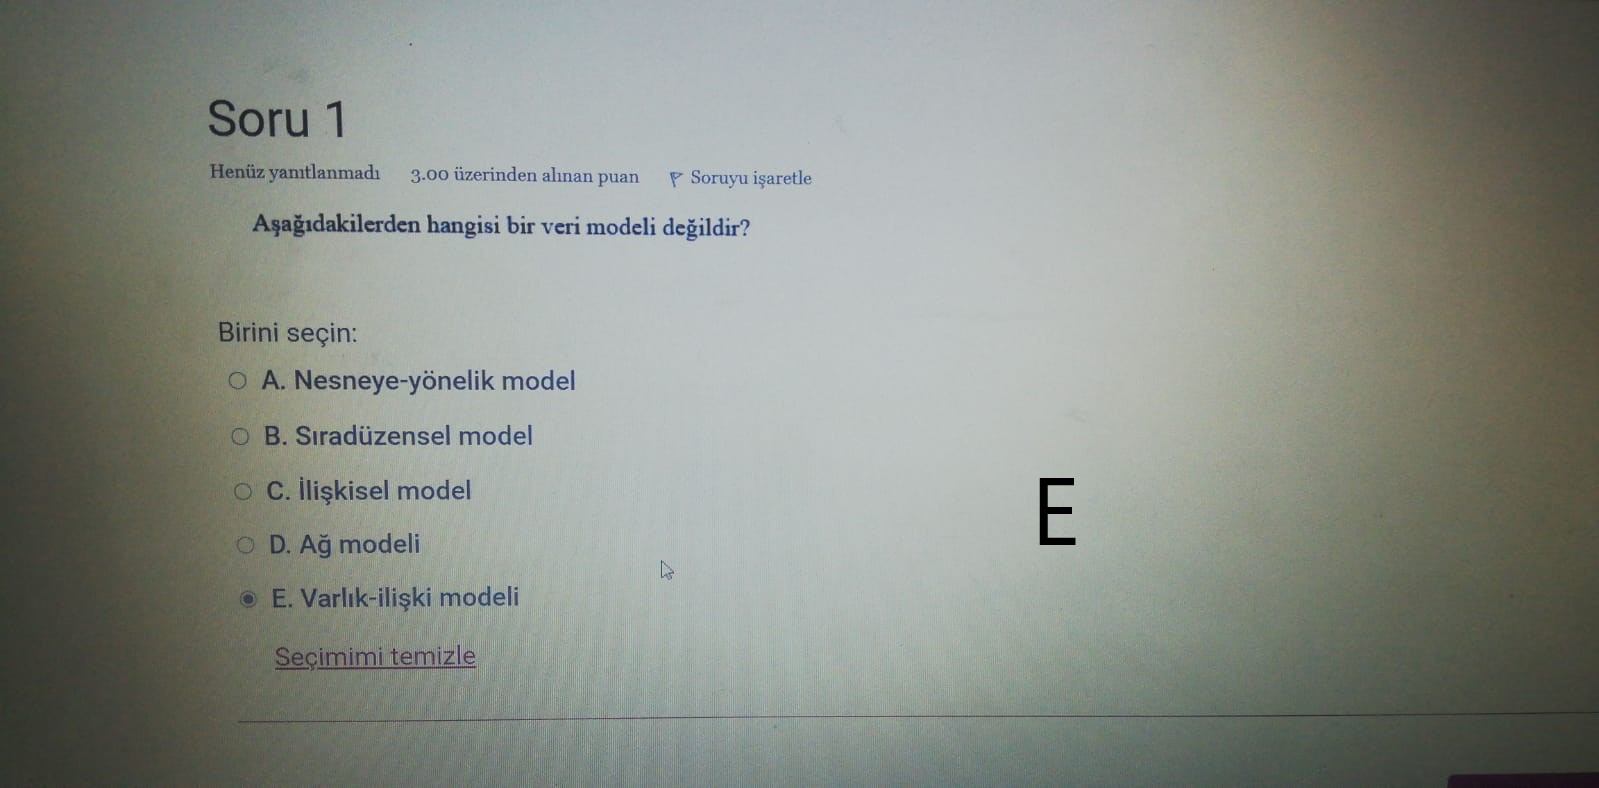 Soru 1
Henüz yanıtlanmadı 3.00 üzerinden alınan puan Soruyu işaretle
Aşağıdakilerden hangisi bir veri modeli değildir?
Birini seçin:
A. Nesneye-yönelik model
B. Sıradüzensel model
C. İlişkisel model
D. Ağ modeli
E
E. Varlık-ilişki modeli
Seçimimi temizle